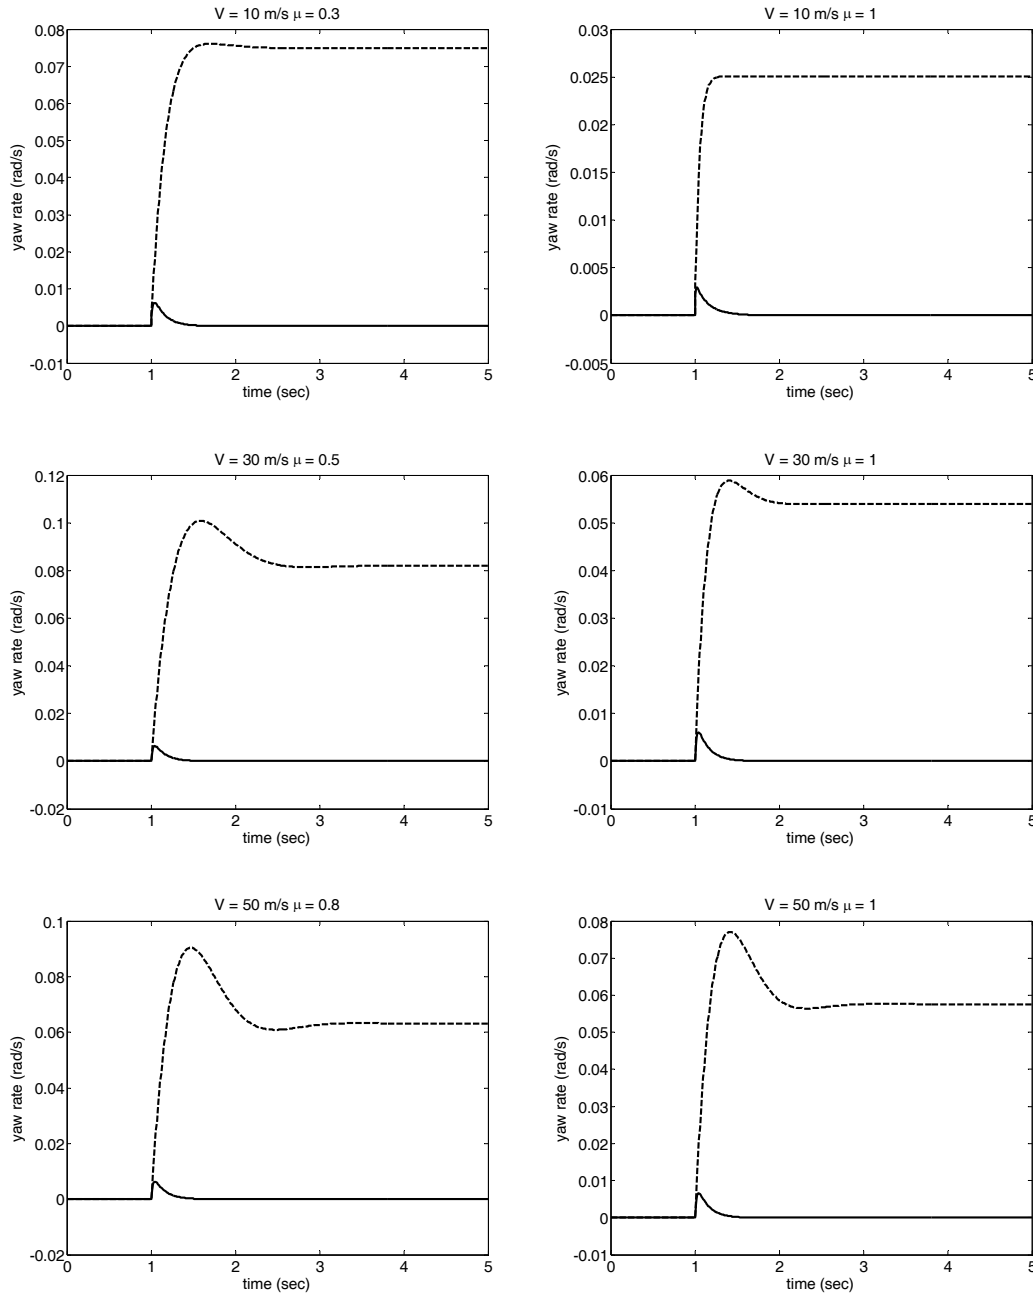 V = 10 m/s μ = 0.3
0.08
0.07
0.06
0.05
0.04
0.03
0.02
0.01
0
-0.01
yaw rate (rad/s)
0 1 2 3 4 5
time (sec)
V = 10 m/s μ = 1
0.03
0.025
0.02
0.015
0.01
0.005
0
-0.005
yaw rate (rad/s)
0 1 2 3 4 5
time (sec)
V = 30 m/s μ = 0.5
0.12
0.1
0.08
0.06
0.04
0.02
0
-0.02
yaw rate (rad/s)
0 1 2 3 4 5
time (sec)
V = 30 m/s μ = 1
0.06
0.05
0.04
0.03
0.02
0.01
0
-0.01
yaw rate (rad/s)
0 1 2 3 4 5
time (sec)
V = 50 m/s μ = 0.8
0.1
0.08
0.06
0.04
0.02
0
-0.02
yaw rate (rad/s)
0 1 2 3 4 5
time (sec)
V = 50 m/s μ = 1
0.08
0.07
0.06
0.05
0.04
0.03
0.02
0.01
0
-0.01
yaw rate (rad/s)
0 1 2 3 4 5
time (sec)